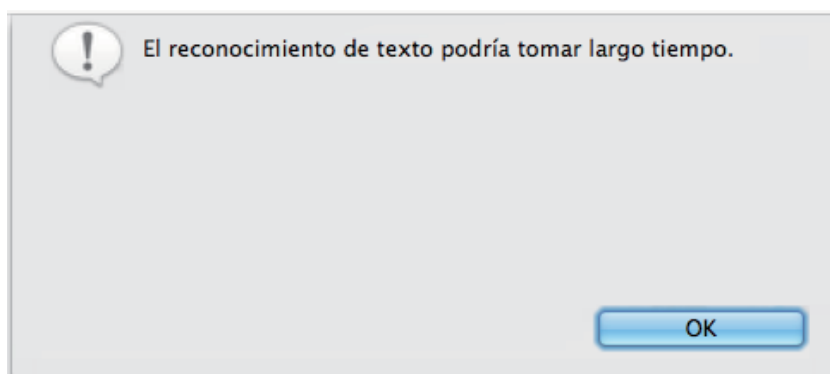 El reconocimiento de texto podría tomar largo tiempo.
OK